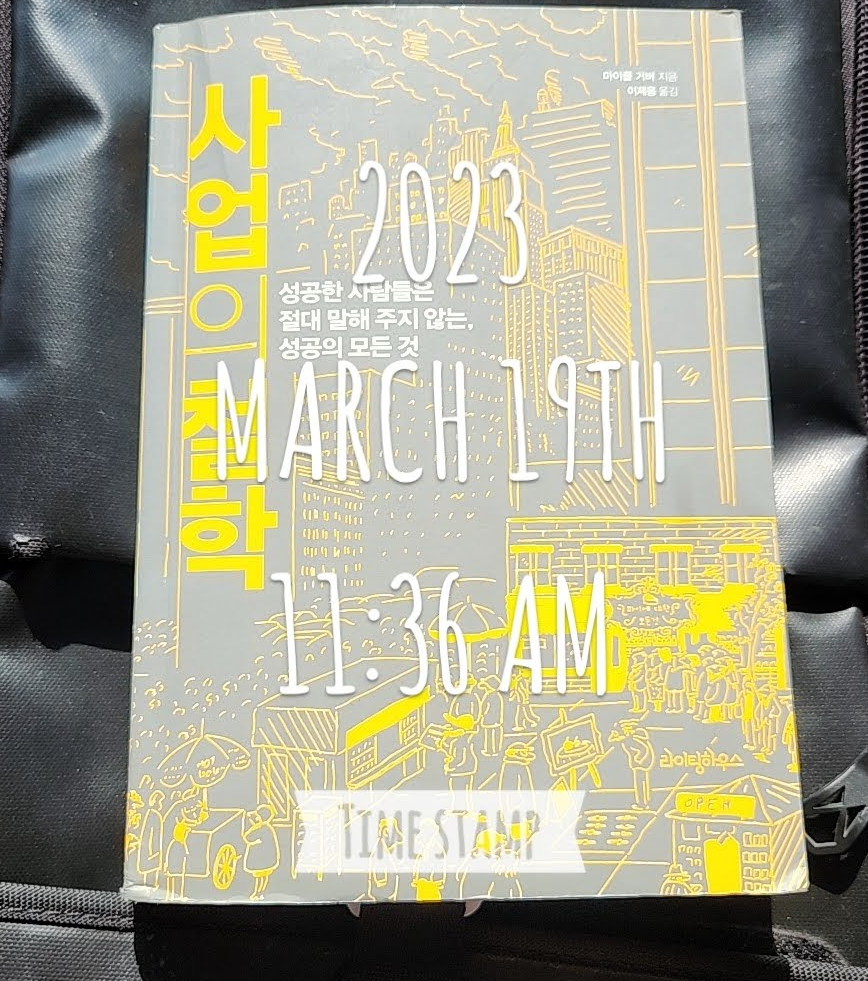 마이클 거버 지음
이제용 옮김
사업의 철학
2023
성공한 사람들은
절대 말해 주지 않는,
성공의 모든 것
MARCH 19TH
11:36 AM
라이팅하우스
OPEN
TIME STAMP